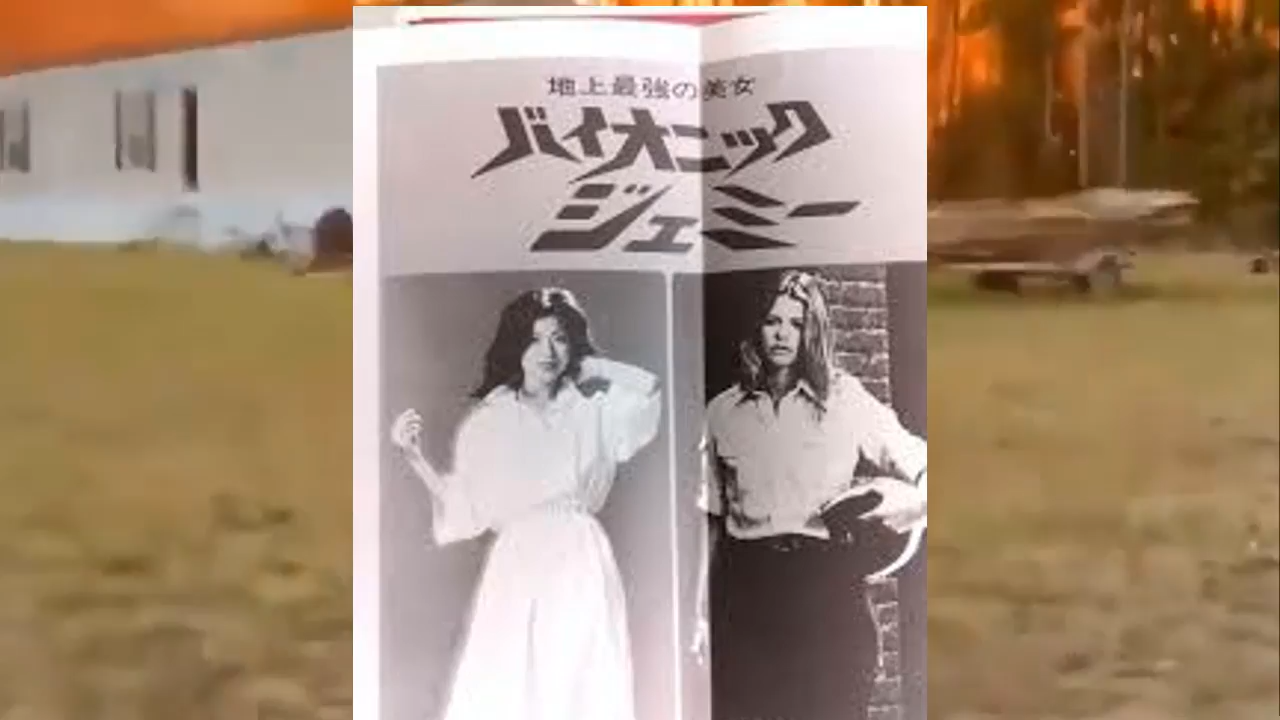 地上最強の美女
バイオニック
ジェミー